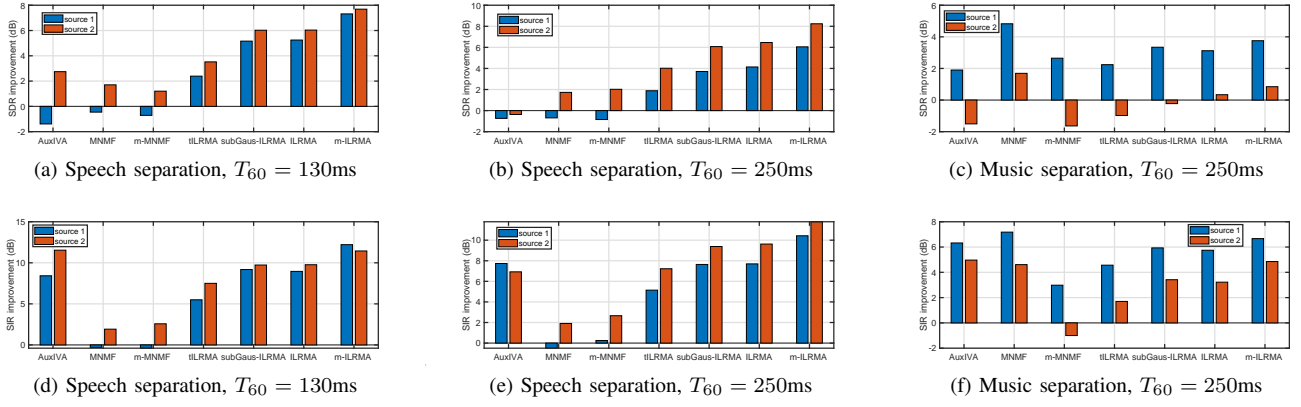 8
6
4
2
0
-2
SDR improvement (dB)
source 1
source 2
AuxIVA MNMF m-MNMF tILRMA subGaus-ILRMA ILRMA m-ILRMA
(a) Speech separation, T60 = 130ms
10
8
6
4
2
0
-2
SDR improvement (dB)
source 1
source 2
AuxIVA MNMF m-MNMF tILRMA subGaus-ILRMA ILRMA m-ILRMA
(b) Speech separation, T60 = 250ms
6
4
2
0
-2
SDR improvement (dB)
source 1
source 2
AuxIVA MNMF m-MNMF tILRMA subGaus-ILRMA ILRMA m-ILRMA
(c) Music separation, T60 = 250ms
15
10
5
0
SIR improvement (dB)
source 1
source 2
AuxIVA MNMF m-MNMF tILRMA subGaus-ILRMA ILRMA m-ILRMA
(d) Speech separation, T60 = 130ms
10
8
6
4
2
0
SIR improvement (dB)
source 1
source 2
AuxIVA MNMF m-MNMF tILRMA subGaus-ILRMA ILRMA m-ILRMA
(e) Speech separation, T60 = 250ms
8
6
4
2
0
-2
SIR improvement (dB)
source 1
source 2
AuxIVA MNMF m-MNMF tILRMA subGaus-ILRMA ILRMA m-ILRMA
(f) Music separation, T60 = 250ms